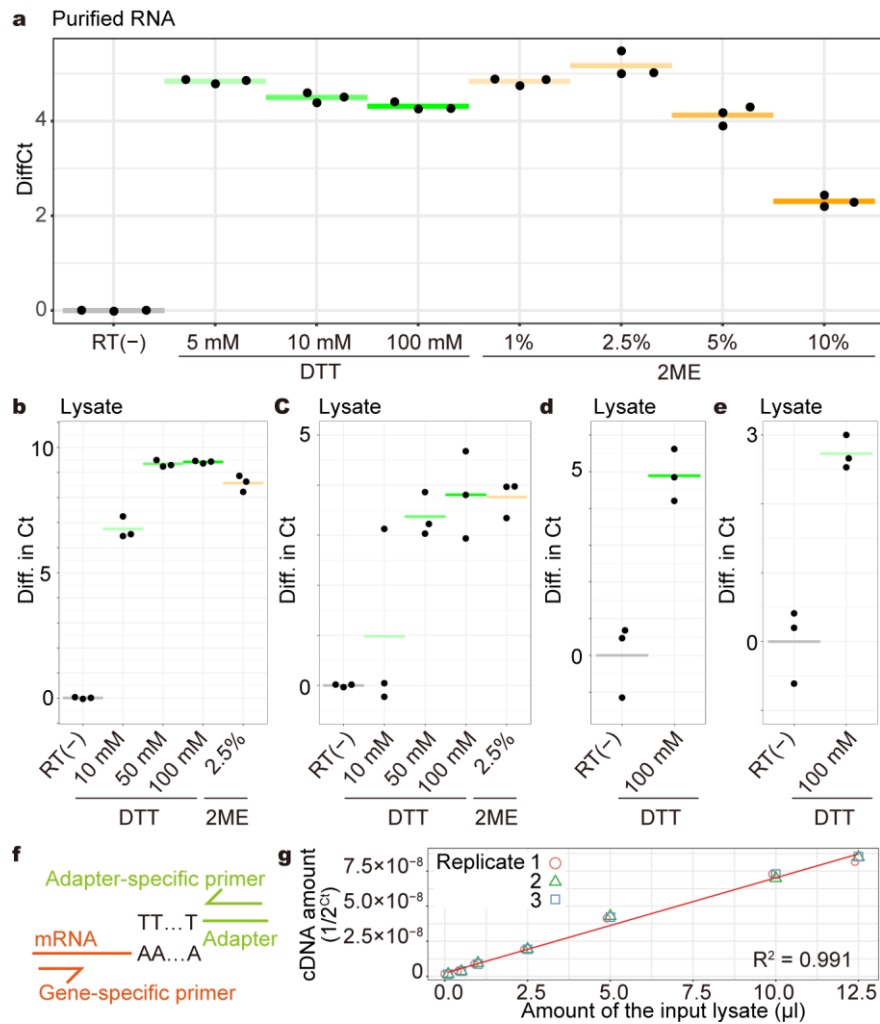 a Purified RNA
DiffCt
4
2
0
RT(−) 5 mM 10 mM 100 mM 1% 2.5% 5% 10%
DTT 2ME
b Lysate
Diff. in Ct
10
5
0
RT(−) 10 mM 50 mM 100 mM 2.5%
DTT 2ME
C Lysate
Diff. in Ct
5
0
RT(−) 10 mM 50 mM 100 mM 2.5%
DTT 2ME
d Lysate
Diff. in Ct
5
0
RT(−) 100 mM
DTT
e Lysate
Diff. in Ct
3
0
RT(−) 100 mM
DTT
f
Adapter-specific primer
TT...T
mRNA
Adapter
AA...A
Gene-specific primer
g
cDNA amount
(1/2^Ct)
7.5×10⁻⁸
5.0×10⁻⁸
2.5×10⁻⁸
0
Replicate 1
2
3
R² = 0.991
0.0 2.5 5.0 7.5 10.0 12.5
Amount of the input lysate (μl)